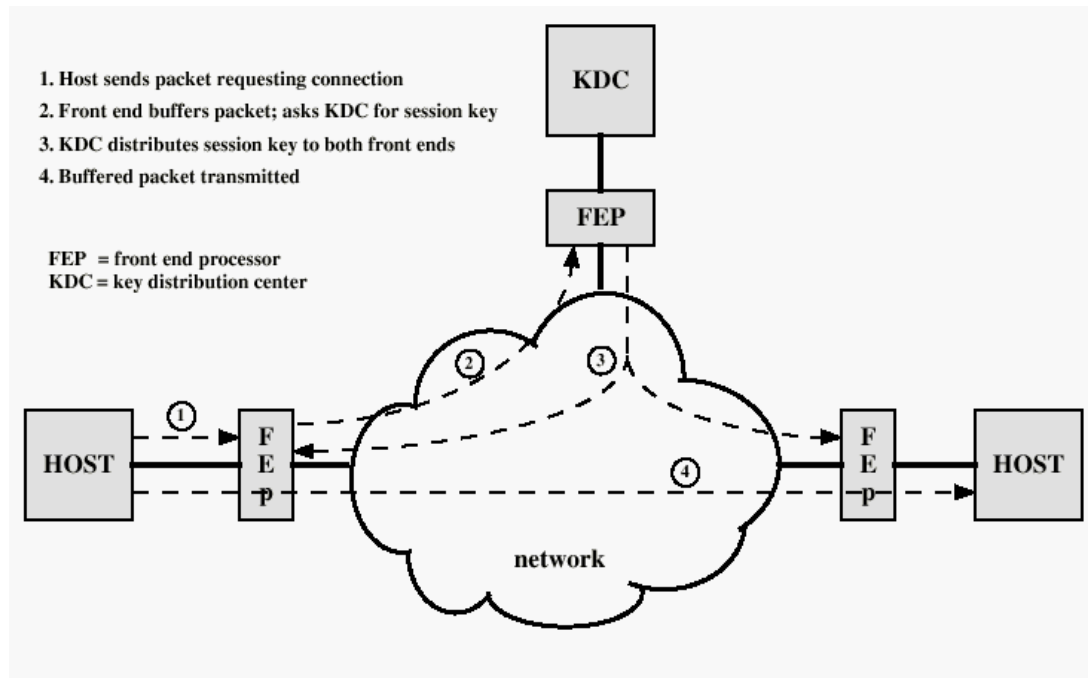 1. Host sends packet requesting connection
2. Front end buffers packet; asks KDC for session key
3. KDC distributes session key to both front ends
4. Buffered packet transmitted
FEP = front end processor
KDC = key distribution center
KDC
FEP
2
3
1
HOST
F
E
p
4
F
E
p
HOST
network